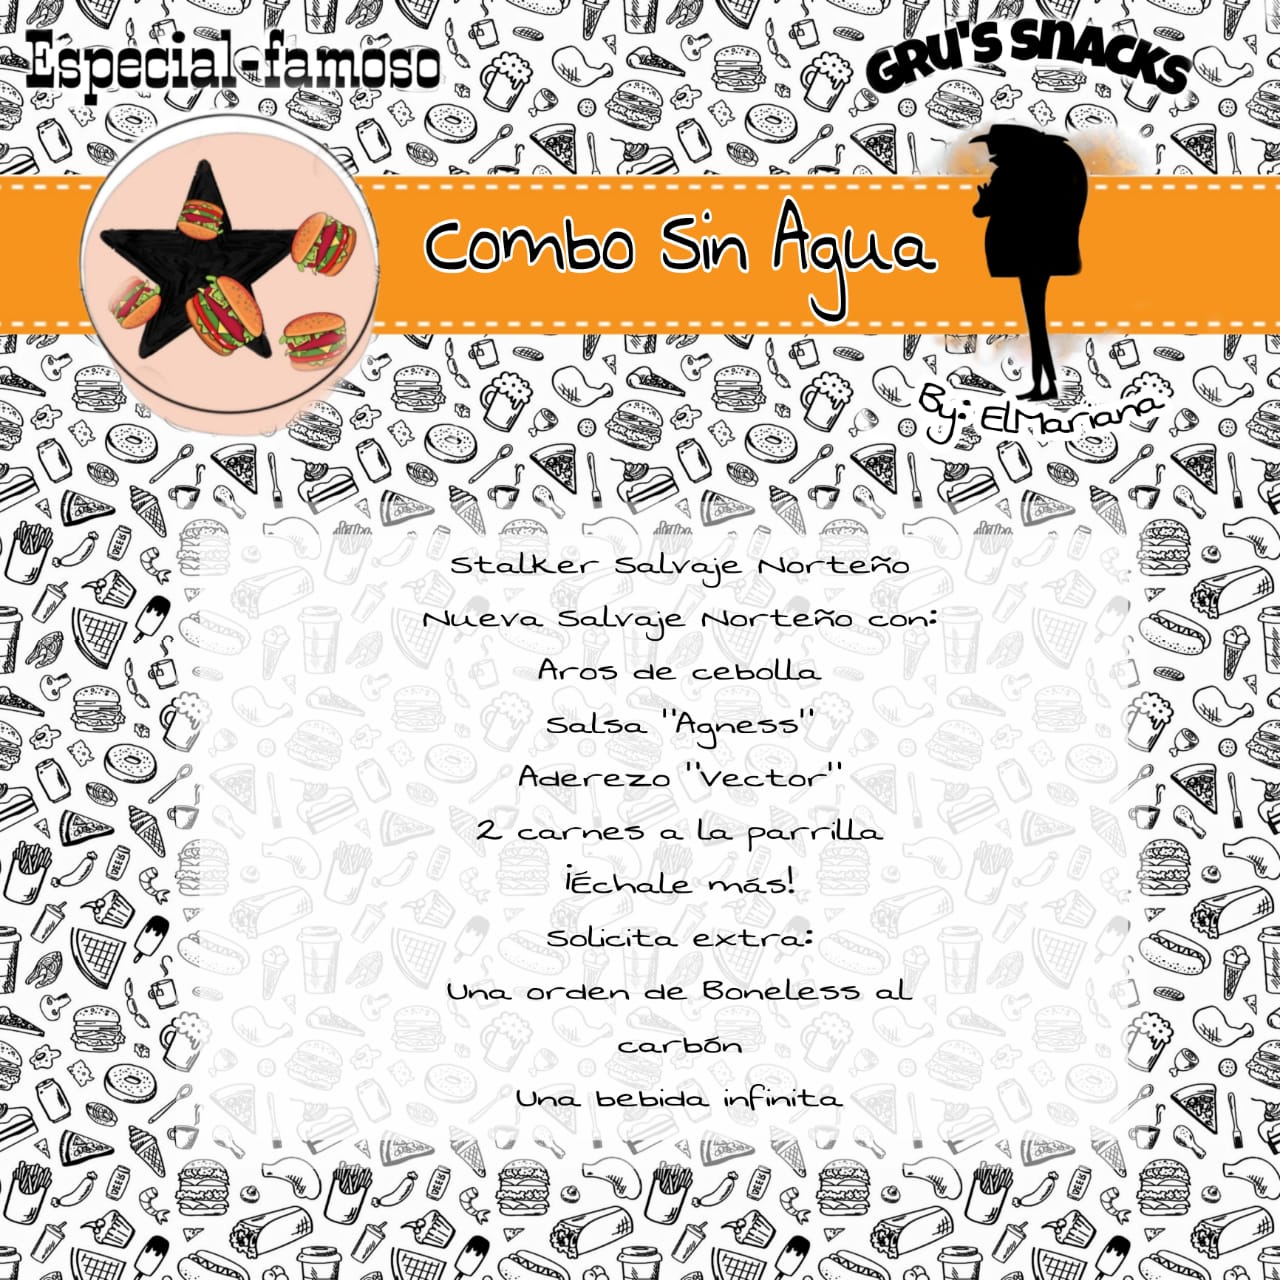 Especial-famoso
GRU'S SNACKS
Combo Sin Agua
By: ElMariana
Stalker Salvaje Norteño
Nueva Salvaje Norteño con:
Aros de cebolla
Salsa "Agness"
Aderezo "Vector"
2 carnes a la parrilla
¡Échale más!
Solicita extra:
Una orden de Boneless al
carbón
Una bebida infinita